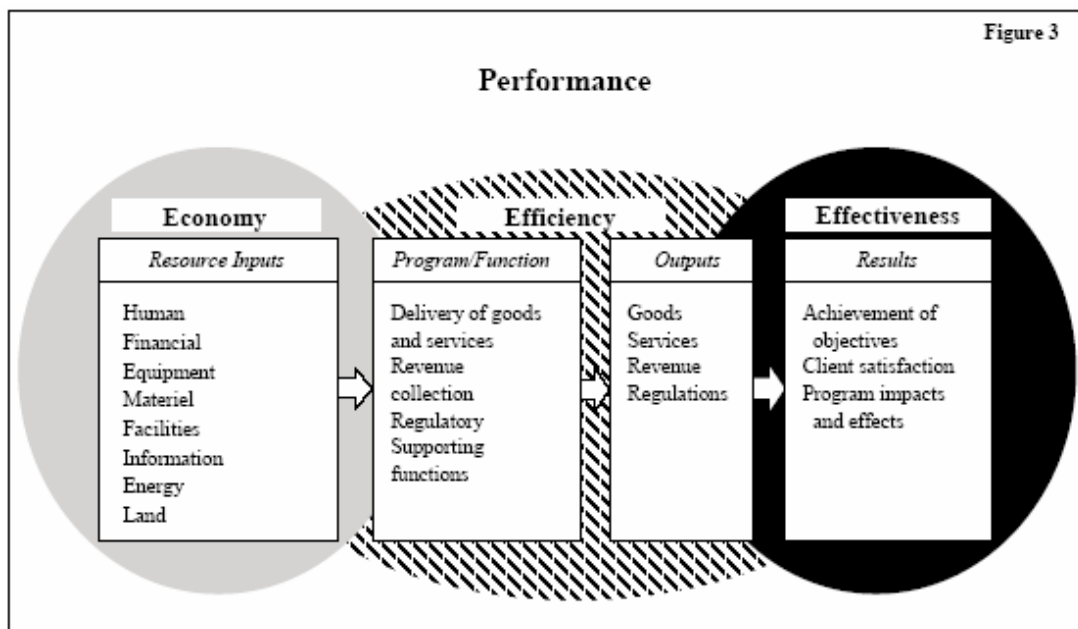 Figure 3
Performance
Economy
Resource Inputs
Human
Financial
Equipment
Materiel
Facilities
Information
Energy
Land
Efficiency
Program/Function
Delivery of goods
and services
Revenue
collection
Regulatory
Supporting
functions
Outputs
Goods
Services
Revenue
Regulations
Effectiveness
Results
Achievement of
objectives
Client satisfaction
Program impacts
and effects